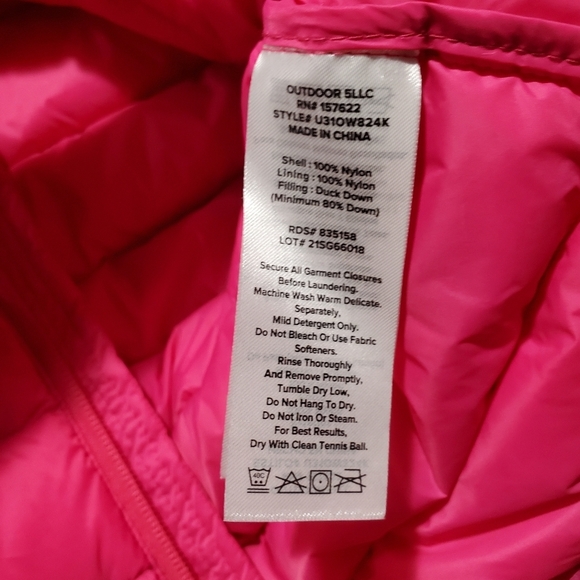 OUTDOOR 5LLC
RN# 157622
STYLE# U31OW824K
MADE IN CHINA
Shell : 100% Nylon
Lining : 100% Nylon
Filling : Duck Down
(Minimum 80% Down)
RDS# 835158
LOT# 21SG66018
Secure All Garment Closures
Before Laundering.
Machine Wash Warm Delicate.
Separately,
Mild Detergent Only.
Do Not Bleach Or Use Fabric
Softeners.
Rinse Thoroughly
And Remove Promptly,
Tumble Dry Low,
Do Not Hang To Dry.
Do Not Iron Or Steam.
For Best Results,
Dry With Clean Tennis Ball.
40C